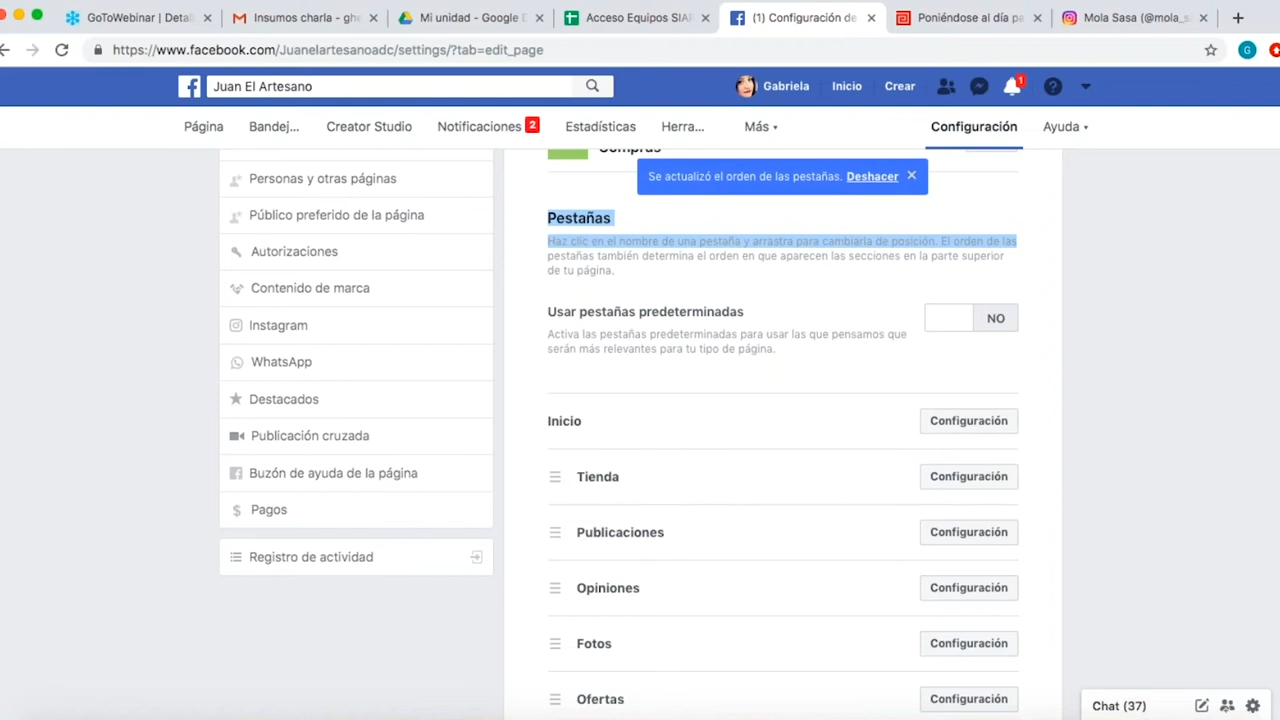 GoToWebinar | Detal
Insumos charla - ghe
Mi unidad - Google D
Acceso Equipos SIAR
(1) Configuración de
Poniéndose al día pa
Mola Sasa (@mola_s
https://www.facebook.com/Juanelartesanoadc/settings/?tab=edit_page
G
Juan El Artesano
Gabriela
Inicio
Crear
1
Página
Bandej...
Creator Studio
Notificaciones 2
Estadísticas
Herra...
Más
Configuración
Ayuda
Compras
Se actualizó el orden de las pestañas. Deshacer
Personas y otras páginas
Público preferido de la página
Autorizaciones
Contenido de marca
Instagram
WhatsApp
Destacados
Publicación cruzada
Buzón de ayuda de la página
Pagos
Registro de actividad
Pestañas
Haz clic en el nombre de una pestaña y arrastra para cambiarla de posición. El orden de las
pestañas también determina el orden en que aparecen las secciones en la parte superior
de tu página.
Usar pestañas predeterminadas
NO
Activa las pestañas predeterminadas para usar las que pensamos que
serán más relevantes para tu tipo de página.
Inicio
Configuración
Tienda
Configuración
Publicaciones
Configuración
Opiniones
Configuración
Fotos
Configuración
Ofertas
Configuración
Chat (37)